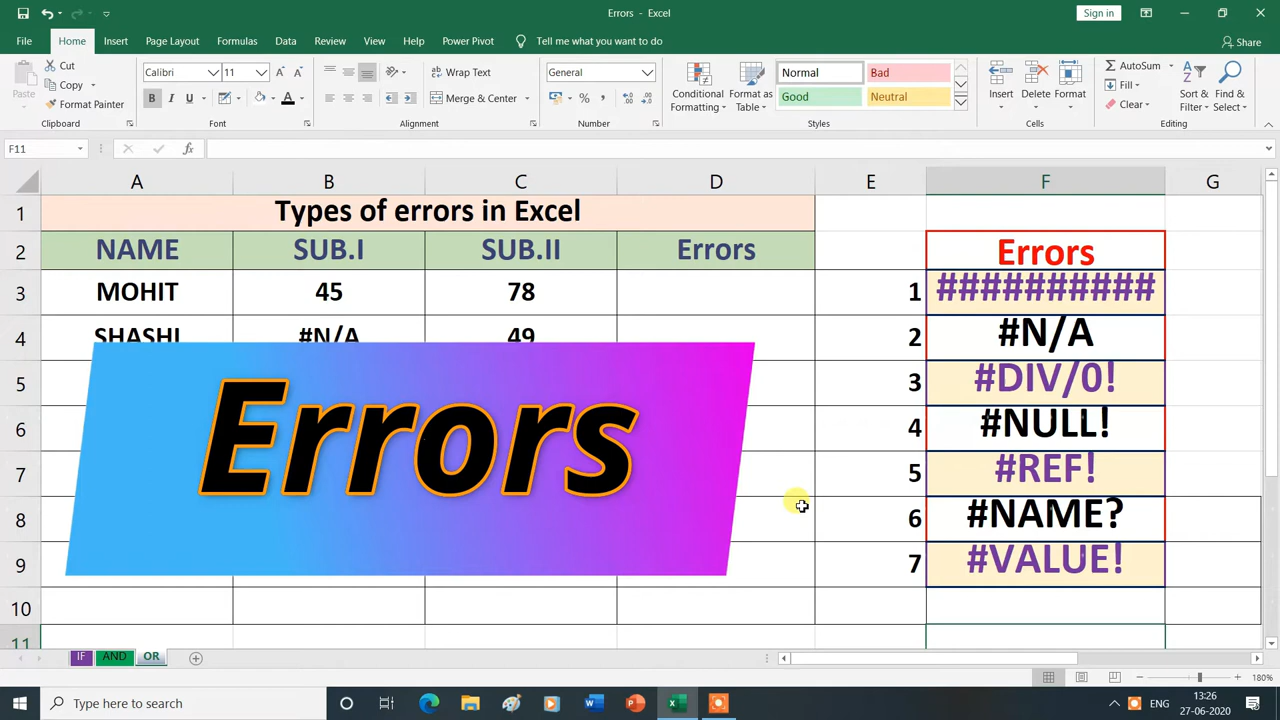 Errors - Excel
Sign in
File Home Insert Page Layout Formulas Data Review View Help Power Pivot Tell me what you want to do Share
Paste
Cut
Copy
Format Painter
Clipboard
Calibri 11
B I U
Font
Wrap Text
Merge & Center
Alignment
General
Number
Conditional Formatting
Format as Table
Normal Bad
Good Neutral
Styles
Insert Delete Format
Cells
AutoSum
Fill
Clear
Sort & Filter
Find & Select
Editing
F11 fx
A B C D E F G
1 Types of errors in Excel
2 NAME SUB.I SUB.II Errors Errors
3 MOHIT 45 78 1 ##########
4 SHASHI #N/A 49 2 #N/A
5 3 #DIV/0!
6 4 #NULL!
7 5 #REF!
8 6 #NAME?
9 7 #VALUE!
10
11
Errors
IF AND OR
180%
Type here to search
ENG
13:26
27-06-2020